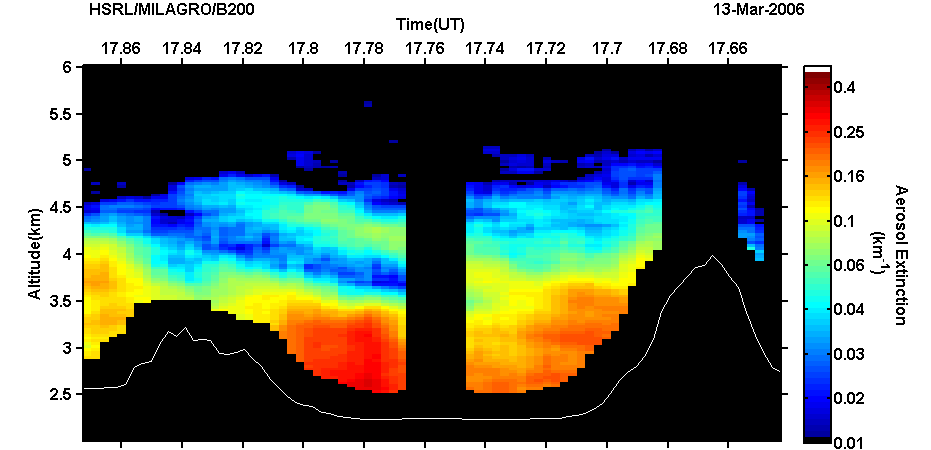 HSRL/MILAGRO/B200 13-Mar-2006
Time(UT)
17.86 17.84 17.82 17.8 17.78 17.76 17.74 17.72 17.7 17.68 17.66
6
5.5
5
4.5
4
3.5
3
2.5
Altitude(km)
0.4
0.25
0.16
0.1
0.06
0.04
0.03
0.02
0.01
Aerosol Extinction
(km-1)